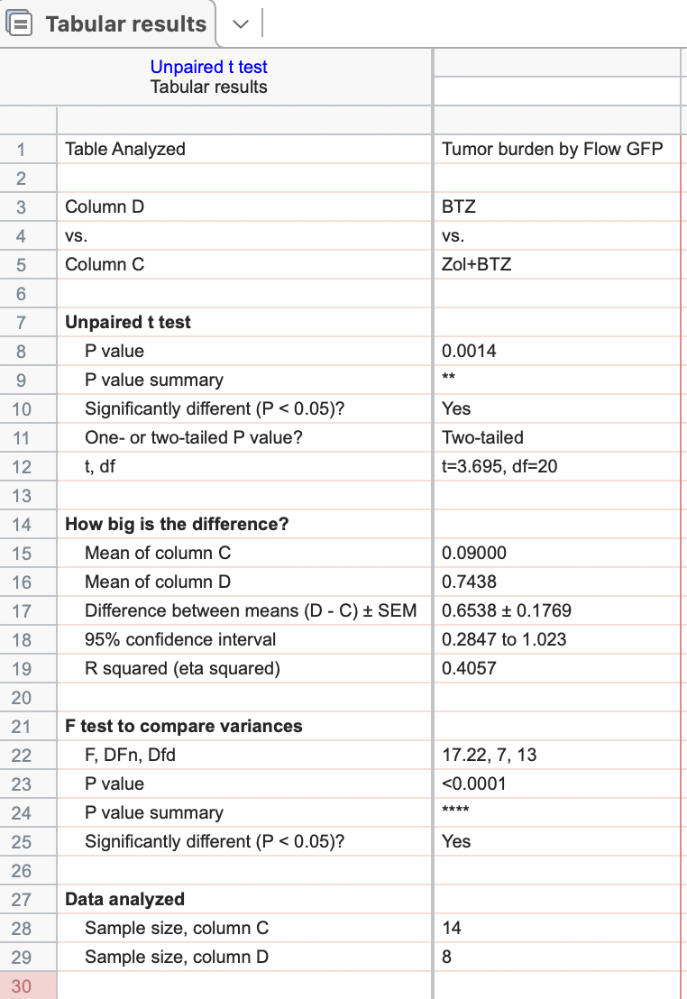 Tabular results
Unpaired t test
Tabular results
1 Table Analyzed Tumor burden by Flow GFP
2
3 Column D BTZ
4 vs. vs.
5 Column C Zol+BTZ
6
7 Unpaired t test
8 P value 0.0014
9 P value summary **
10 Significantly different (P < 0.05)? Yes
11 One- or two-tailed P value? Two-tailed
12 t, df t=3.695, df=20
13
14 How big is the difference?
15 Mean of column C 0.09000
16 Mean of column D 0.7438
17 Difference between means (D - C) ± SEM 0.6538 ± 0.1769
18 95% confidence interval 0.2847 to 1.023
19 R squared (eta squared) 0.4057
20
21 F test to compare variances
22 F, DFn, Dfd 17.22, 7, 13
23 P value <0.0001
24 P value summary ****
25 Significantly different (P < 0.05)? Yes
26
27 Data analyzed
28 Sample size, column C 14
29 Sample size, column D 8
30